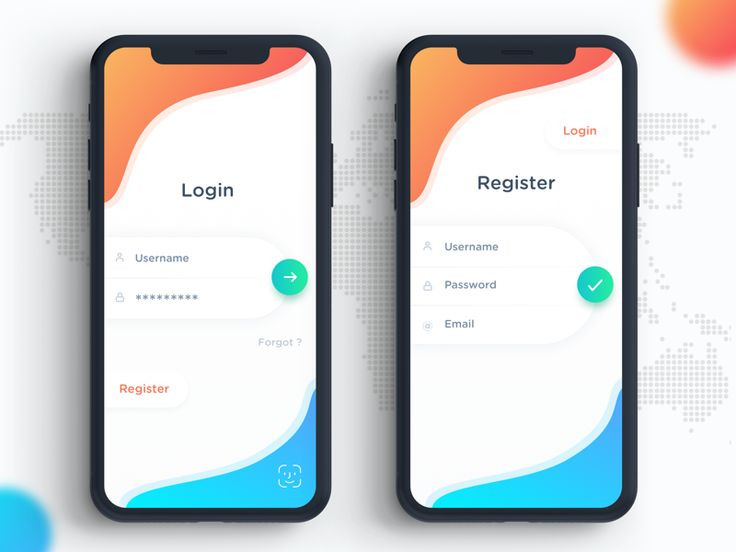 Login
Username
*********
Forgot ?
Register
Login
Register
Username
Password
Email